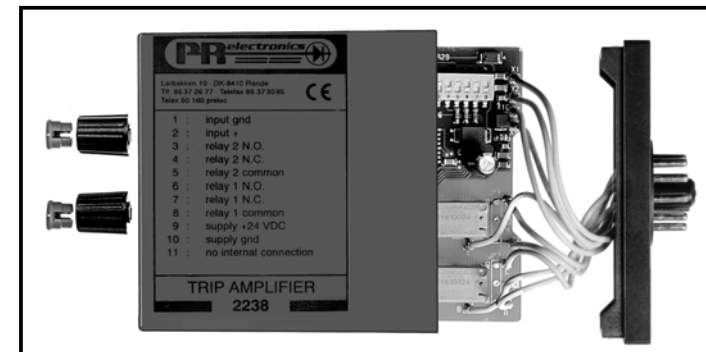 PR electronics
Lerbakken 10 · DK-8410 Rønde
Tlf. 86 37 26 77 · Telefax 86 37 30 85
Telex 60 148 pretec
CE
1 : input gnd
2 : input +
3 : relay 2 N.O.
4 : relay 2 N.C.
5 : relay 2 common
6 : relay 1 N.O.
7 : relay 1 N.C.
8 : relay 1 common
9 : supply +24 VDC
10 : supply gnd
11 : no internal connection
TRIP AMPLIFIER
2238